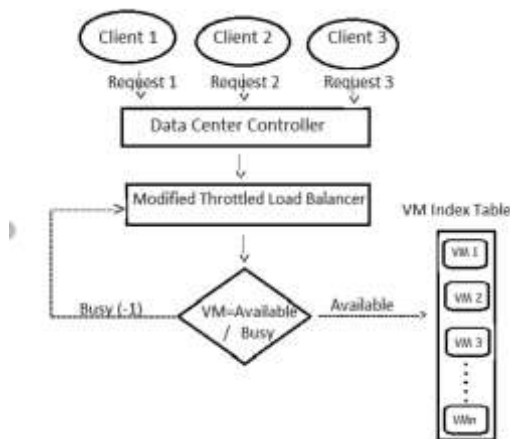 Client 1
Client 2
Client 3
Request 1
Request 2
Request 3
Data Center Controller
Modified Throttled Load Balancer
VM Index Table
VM 1
VM 2
VM 3
VMn
Busy (-1)
VM=Available
/ Busy
Available